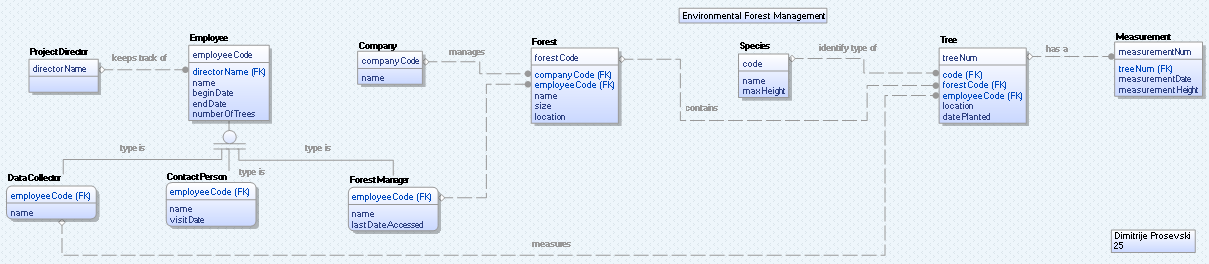 Environmental Forest Management
Project Director
directorName
keeps track of
Employee
employeeCode
directorName (FK)
name
beginDate
endDate
numberOfTrees
Company
companyCode
name
manages
Forest
forestCode
companyCode (FK)
employeeCode (FK)
name
size
location
contains
Species
code
name
maxHeight
identify type of
Tree
treeNum
code (FK)
forestCode (FK)
employeeCode (FK)
location
datePlanted
has a
Measurement
measurementNum
treeNum (FK)
measurementDate
measurementHeight
type is
type is
type is
DataCollector
employeeCode (FK)
name
ContactPerson
employeeCode (FK)
name
visitDate
ForestManager
employeeCode (FK)
name
lastDateAccessed
measures
Dimitrije Prosevski
25